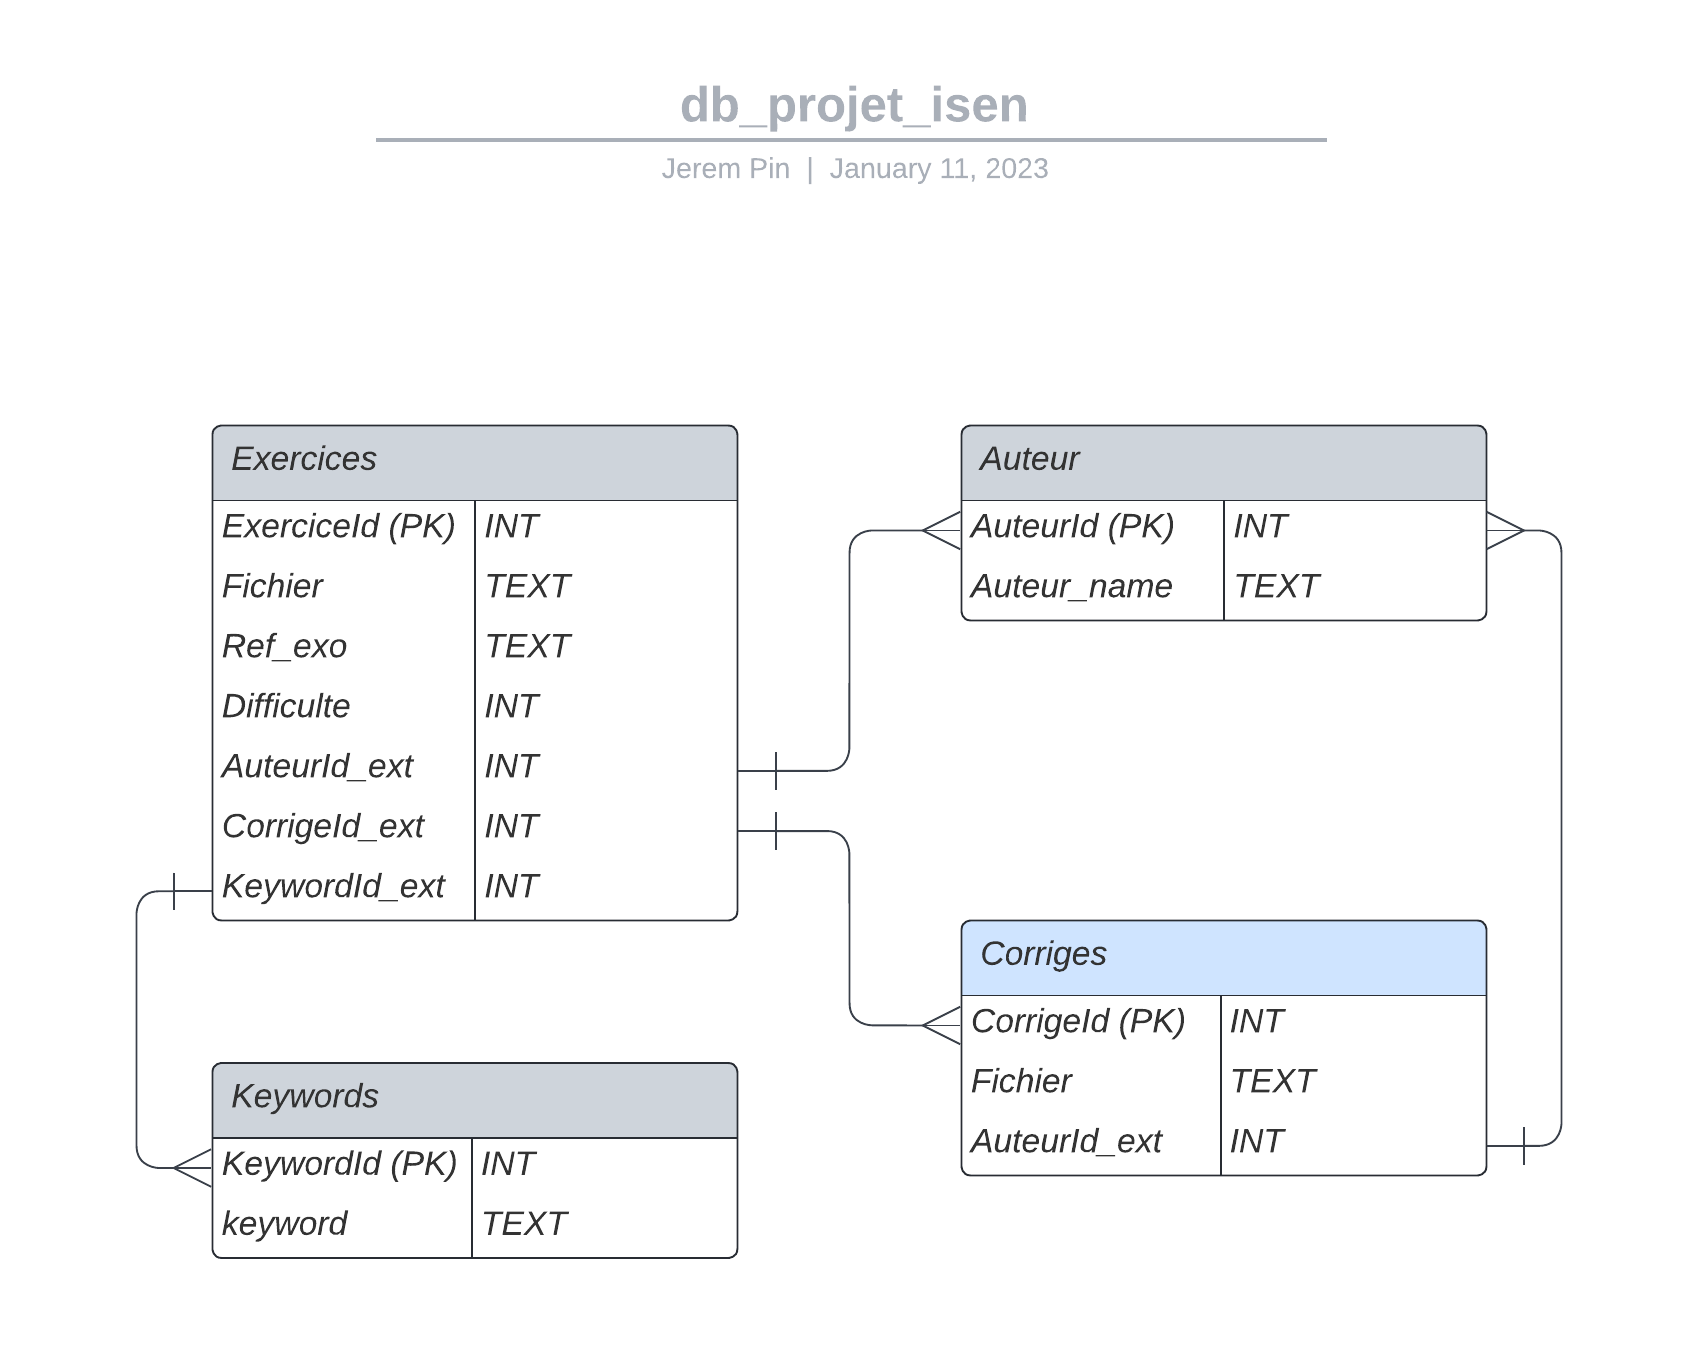 db_projet_isen
Jerem Pin | January 11, 2023
Exercices
ExerciceId (PK) INT
Fichier TEXT
Ref_exo TEXT
Difficulte INT
AuteurId_ext INT
CorrigeId_ext INT
KeywordId_ext INT
Auteur
AuteurId (PK) INT
Auteur_name TEXT
Corriges
CorrigeId (PK) INT
Fichier TEXT
AuteurId_ext INT
Keywords
KeywordId (PK) INT
keyword TEXT